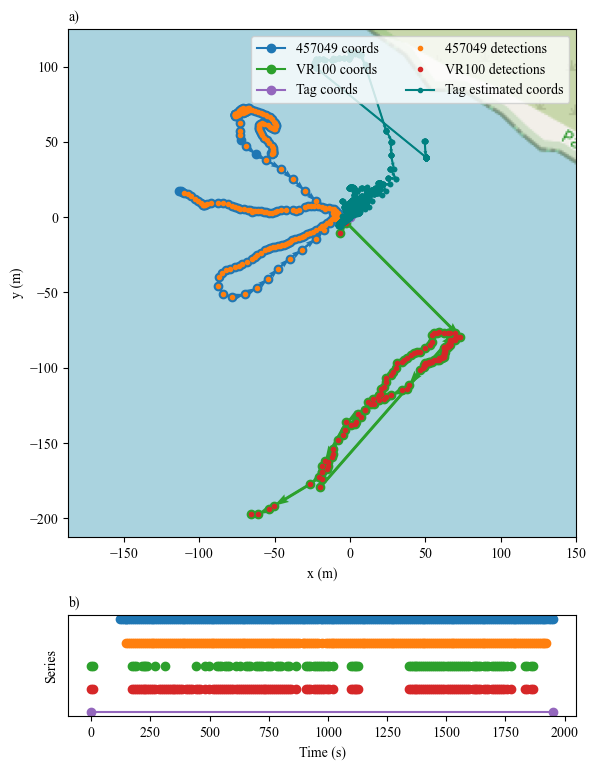 a)
457049 coords
VR100 coords
Tag coords
457049 detections
VR100 detections
Tag estimated coords
100
50
0
−50
−100
−150
−200
y (m)
−150
−100
−50
0
50
100
150
x (m)
b)
Series
0
250
500
750
1000
1250
1500
1750
2000
Time (s)